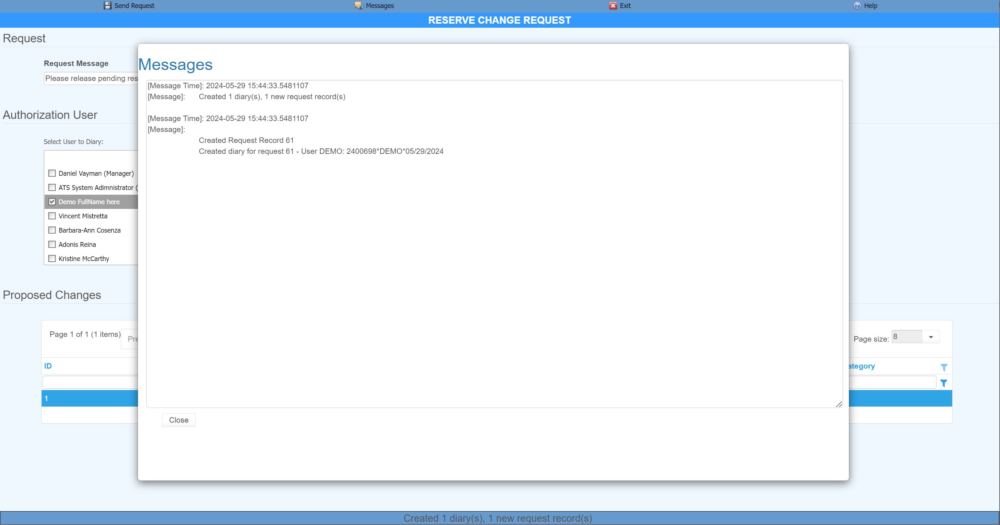 Send Request
Messages
Exit
Help
RESERVE CHANGE REQUEST
Request
Request Message
Please release pending res
Authorization User
Select User to Diary:
Daniel Vayman (Manager)
ATS System Adimnistrator (
Demo FullName here
Vincent Mistretta
Barbara-Ann Cosenza
Adonis Reina
Kristine McCarthy
Messages
[Message Time]: 2024-05-29 15:44:33.5481107
[Message]: Created 1 diary(s), 1 new request record(s)
[Message Time]: 2024-05-29 15:44:33.5481107
[Message]:
Created Request Record 61
Created diary for request 61 - User DEMO: 2400698*DEMO*05/29/2024
Close
Proposed Changes
Page 1 of 1 (1 items)
Pre
Page size: 8
ID
ategory
1
Created 1 diary(s), 1 new request record(s)